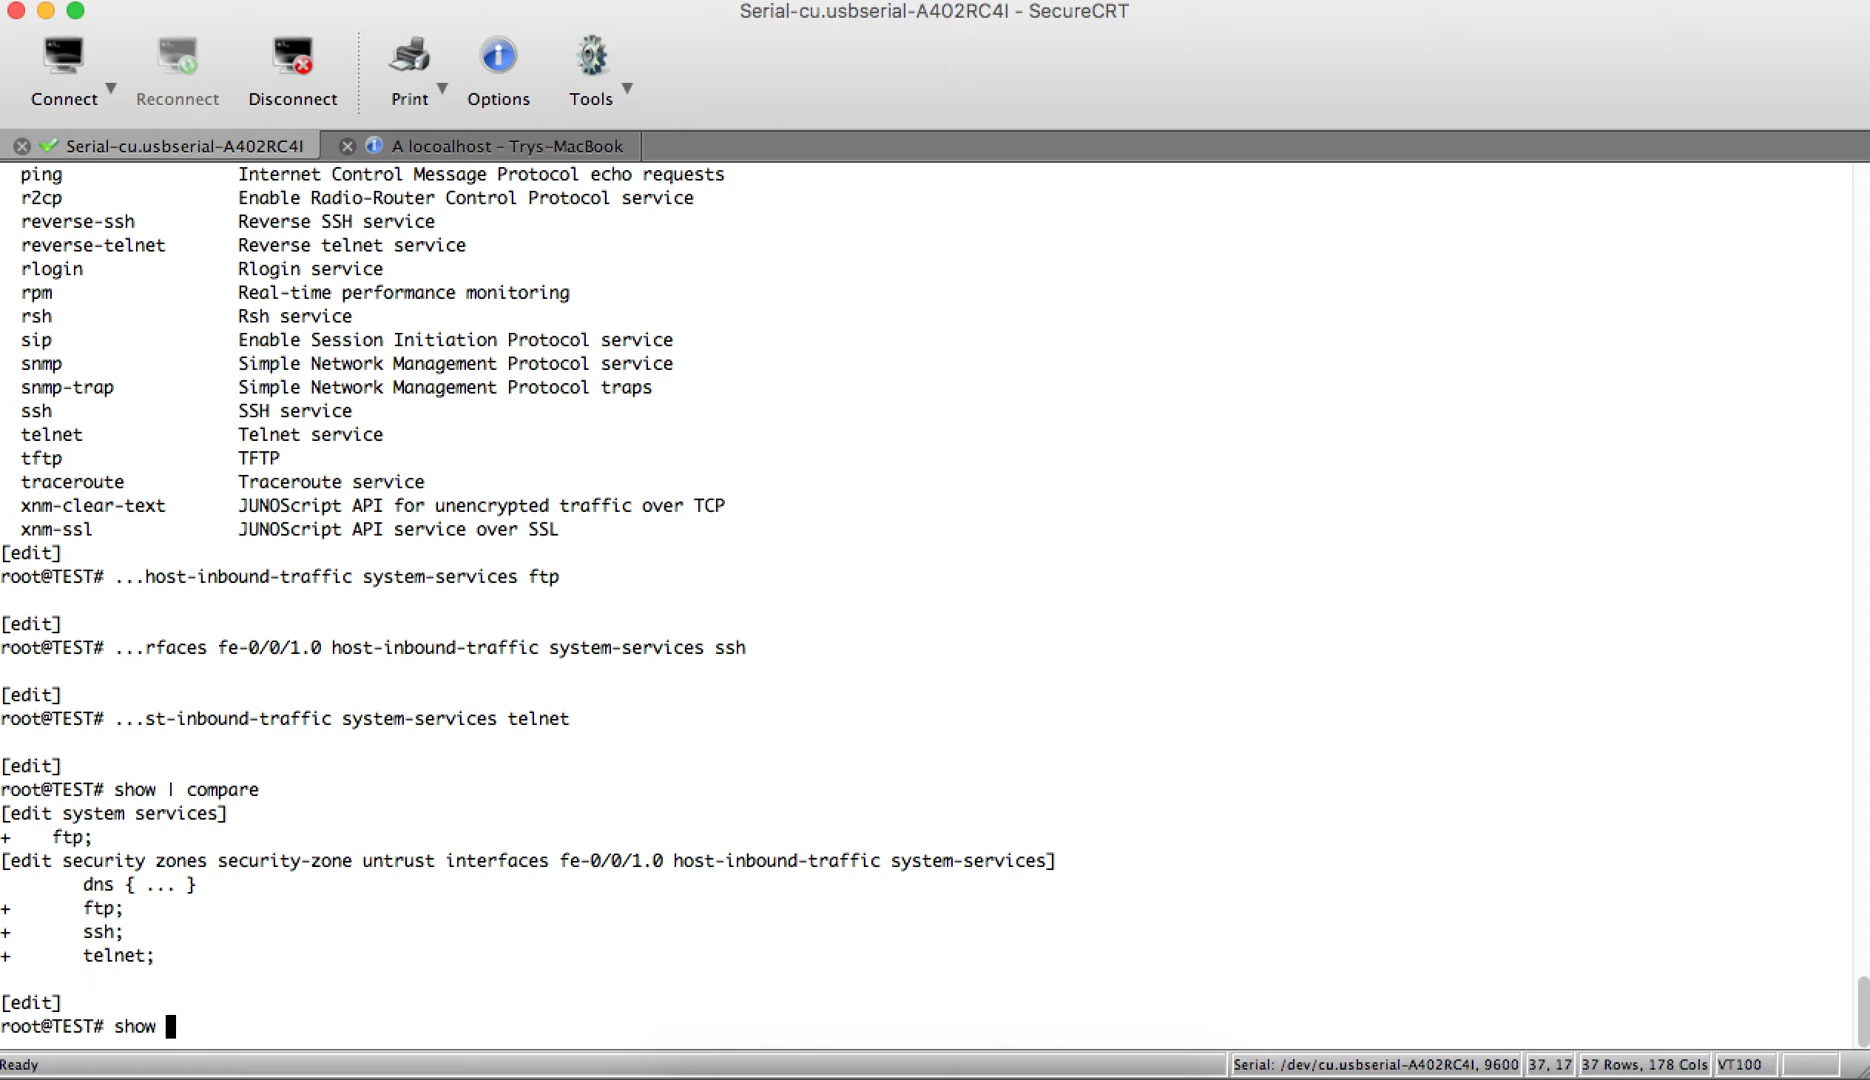 Serial-cu.usbserial-A402RC4I - SecureCRT
Connect Reconnect Disconnect Print Options Tools
Serial-cu.usbserial-A402RC4I A locoalhost - Trys-MacBook
ping Internet Control Message Protocol echo requests
r2cp Enable Radio-Router Control Protocol service
reverse-ssh Reverse SSH service
reverse-telnet Reverse telnet service
rlogin Rlogin service
rpm Real-time performance monitoring
rsh Rsh service
sip Enable Session Initiation Protocol service
snmp Simple Network Management Protocol service
snmp-trap Simple Network Management Protocol traps
ssh SSH service
telnet Telnet service
tftp TFTP
traceroute Traceroute service
xnm-clear-text JUNOScript API for unencrypted traffic over TCP
xnm-ssl JUNOScript API service over SSL
[edit]
root@TEST# ...host-inbound-traffic system-services ftp
[edit]
root@TEST# ...rfaces fe-0/0/1.0 host-inbound-traffic system-services ssh
[edit]
root@TEST# ...st-inbound-traffic system-services telnet
[edit]
root@TEST# show | compare
[edit system services]
+ ftp;
[edit security zones security-zone untrust interfaces fe-0/0/1.0 host-inbound-traffic system-services]
dns { ... }
+ ftp;
+ ssh;
+ telnet;
[edit]
root@TEST# show
Ready Serial: /dev/cu.usbserial-A402RC4I, 9600 37, 17 37 Rows, 178 Cols VT100